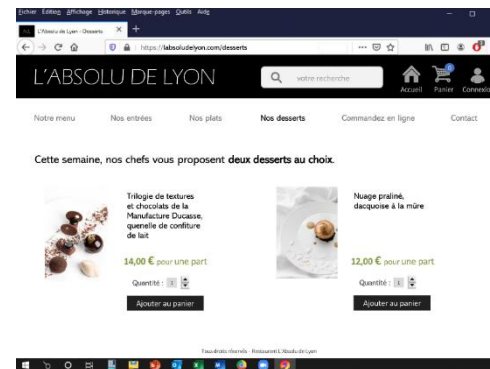 Fichier Édition Affichage Historique Marque-pages Outils Aide
L'Absolu de Lyon - Desserts
https://labsoludelyon.com/desserts
L'ABSOLU DE LYON
votre recherche
Accueil Panier Connexio
Notre menu Nos entrées Nos plats Nos desserts Commandez en ligne Contact
Cette semaine, nos chefs vous proposent deux desserts au choix.
Trilogie de textures
et chocolats de la
Manufacture Ducasse,
quenelle de confiture
de lait
14,00 € pour une part
Quantité : 1
Ajouter au panier
Nuage praliné,
dacquoise à la mûre
12,00 € pour une part
Quantité : 1
Ajouter au panier
Tous droits réservés - Restaurant L'Absolu de Lyon